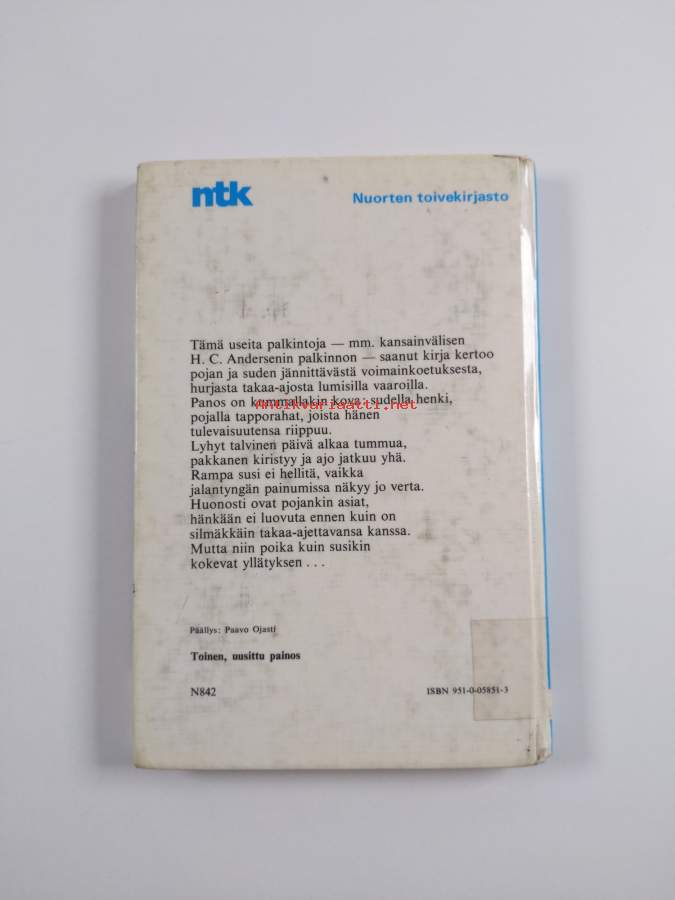 ntk
Nuorten toivekirjasto
Tämä useita palkintoja — mm. kansainvälisen
H. C. Andersenin palkinnon — saanut kirja kertoo
pojan ja suden jännittävästä voimainkoetuksesta,
hurjasta takaa-ajosta lumisilla vaaroilla.
Panos on kummallakin kova: sudella henki,
Antikvariaatti.net
pojalla tapporahat, joista hänen
tulevaisuutensa riippuu.
Lyhyt talvinen päivä alkaa tummua,
pakkanen kiristyy ja ajo jatkuu yhä.
Rampa susi ei hellitä, vaikka
jalantyngän painumissa näkyy jo verta.
Huonosti ovat pojankin asiat,
hänkään ei luovuta ennen kuin on
silmäkkäin takaa-ajettavansa kanssa.
Mutta niin poika kuin susikin
kokevat yllätyksen . . .
Päällys: Paavo Ojasti
Toinen, uusittu painos
N842
ISBN 951-0-05851-3